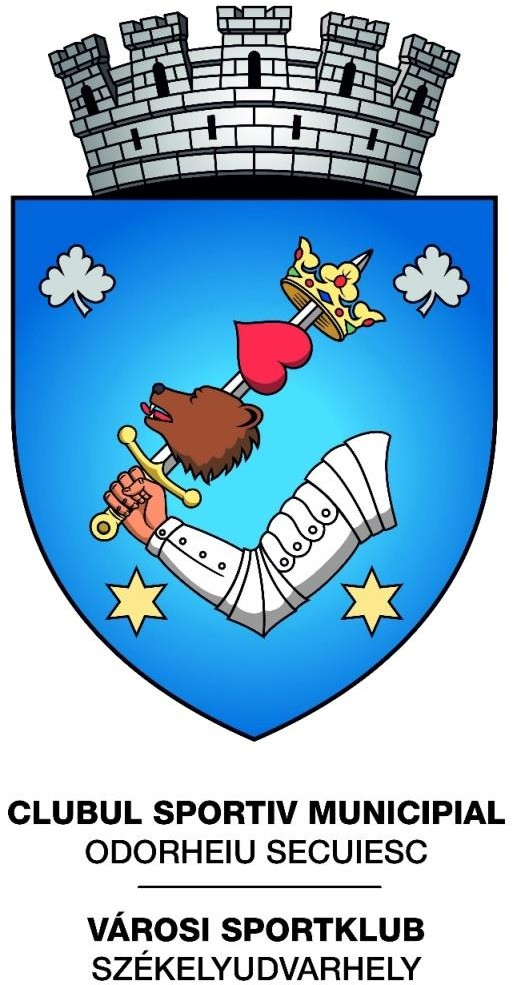 CLUBUL SPORTIV MUNICIPIAL
ODORHEIU SECUIESC
VÁROSI SPORTKLUB
SZÉKELYUDVARHELY